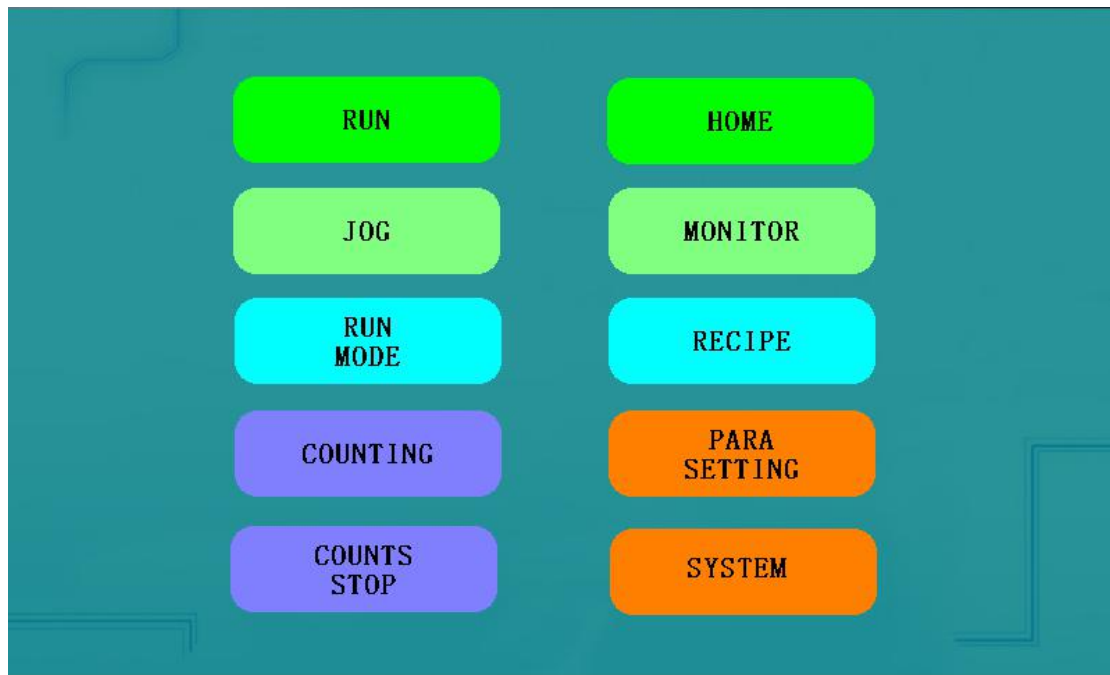 RUN
HOME
JOG
MONITOR
RUN
MODE
RECIPE
COUNTING
PARA
SETTING
COUNTS
STOP
SYSTEM